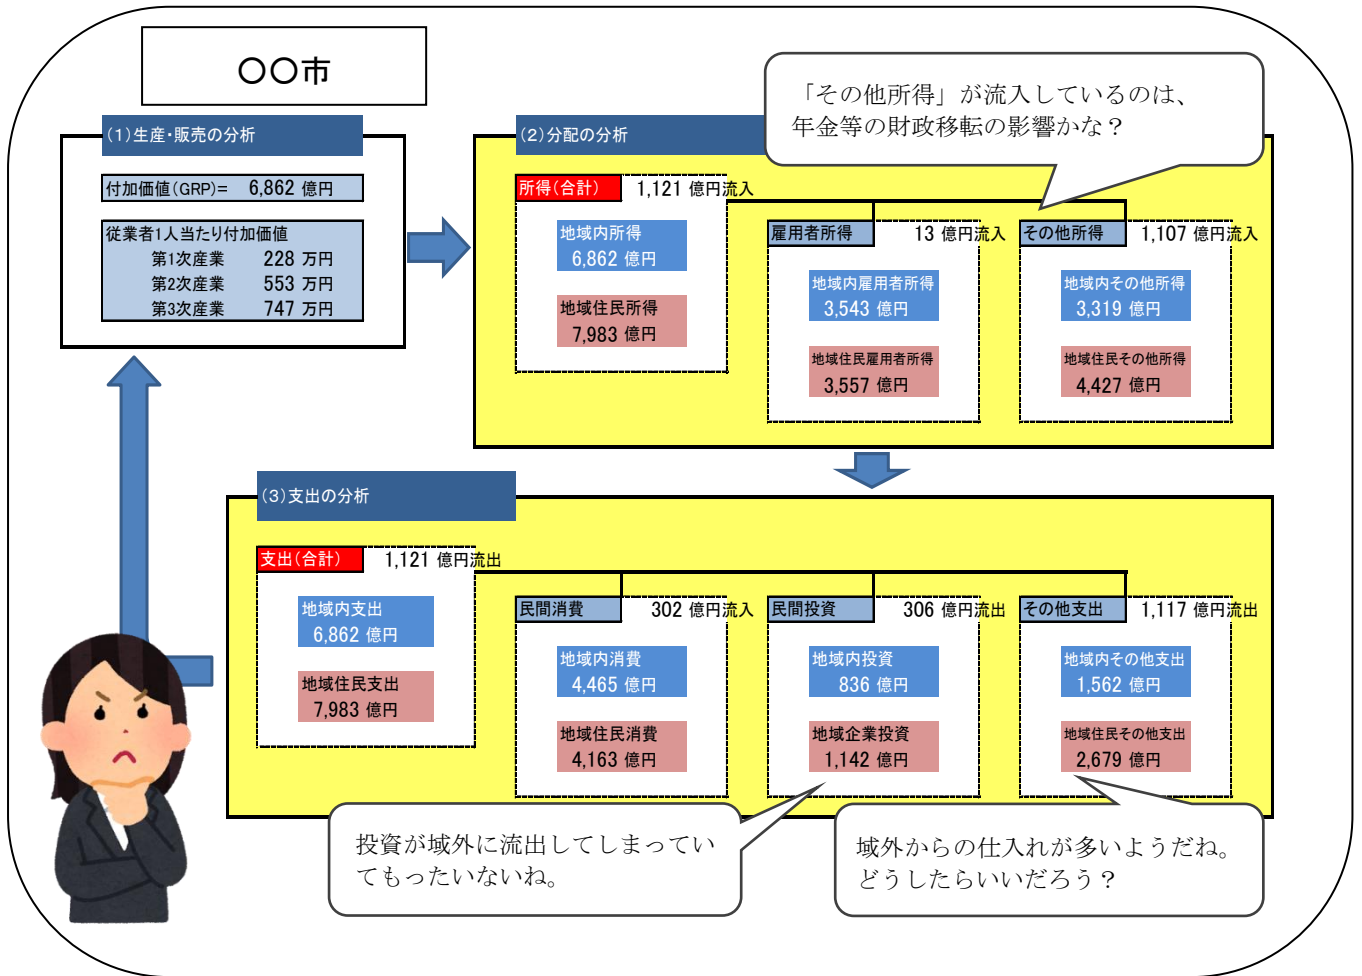 〇〇市
「その他所得」が流入しているのは、
年金等の財政移転の影響かな？
(1)生産・販売の分析
付加価値(GRP)= 6,862 億円
従業者1人当たり付加価値
第1次産業 228 万円
第2次産業 553 万円
第3次産業 747 万円
(2)分配の分析
所得(合計) 1,121 億円流入
地域内所得
6,862 億円
地域住民所得
7,983 億円
雇用者所得 13 億円流入
地域内雇用者所得
3,543 億円
地域住民雇用者所得
3,557 億円
その他所得 1,107 億円流入
地域内その他所得
3,319 億円
地域住民その他所得
4,427 億円
(3)支出の分析
支出(合計) 1,121 億円流出
地域内支出
6,862 億円
地域住民支出
7,983 億円
民間消費 302 億円流入
地域内消費
4,465 億円
地域住民消費
4,163 億円
民間投資 306 億円流出
地域内投資
836 億円
地域企業投資
1,142 億円
その他支出 1,117 億円流出
地域内その他支出
1,562 億円
地域住民その他支出
2,679 億円
投資が域外に流出してしまってい
てもったいないね。
域外からの仕入れが多いようだね。
どうしたらいいだろう？